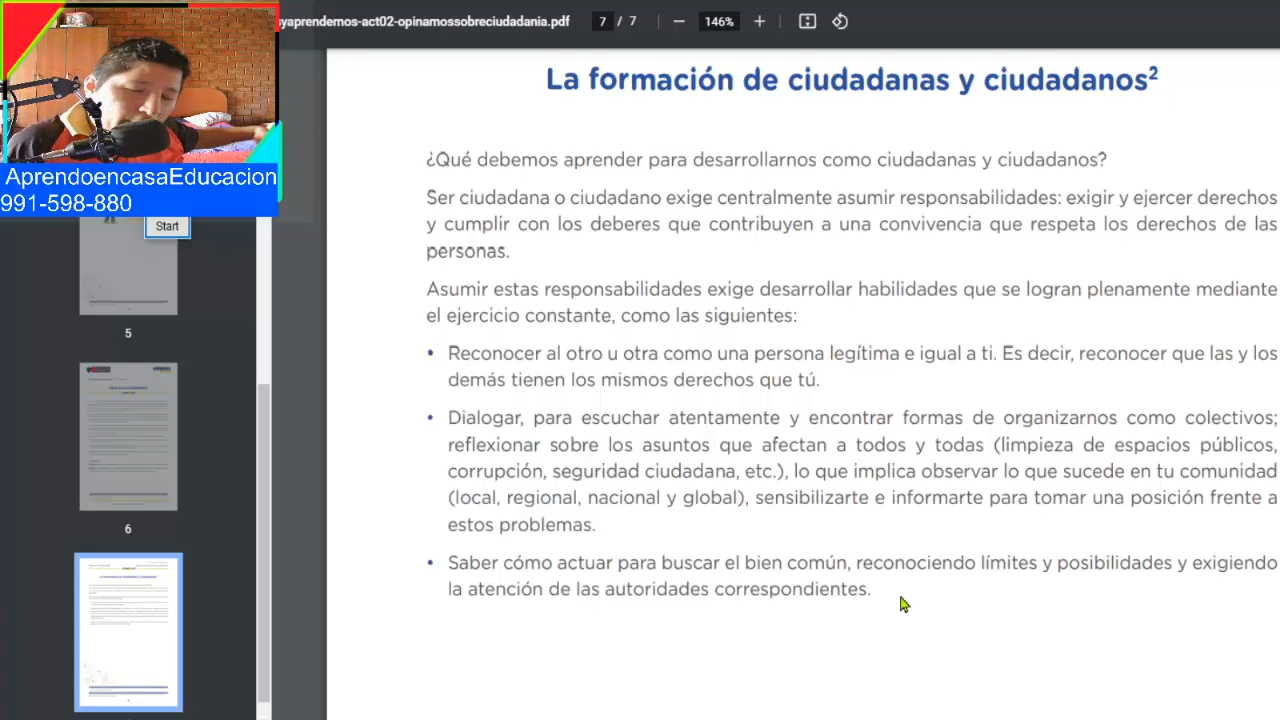 yaprendemos-act02-opinamossobreciudadania.pdf
7 / 7
146%
AprendoencasaEducacion
991-598-880
Start
5
6
La formación de ciudadanas y ciudadanos²
¿Qué debemos aprender para desarrollarnos como ciudadanas y ciudadanos?
Ser ciudadana o ciudadano exige centralmente asumir responsabilidades: exigir y ejercer derechos
y cumplir con los deberes que contribuyen a una convivencia que respeta los derechos de las
personas.
Asumir estas responsabilidades exige desarrollar habilidades que se logran plenamente mediante
el ejercicio constante, como las siguientes:
• Reconocer al otro u otra como una persona legítima e igual a ti. Es decir, reconocer que las y los
demás tienen los mismos derechos que tú.
• Dialogar, para escuchar atentamente y encontrar formas de organizarnos como colectivos;
reflexionar sobre los asuntos que afectan a todos y todas (limpieza de espacios públicos,
corrupción, seguridad ciudadana, etc.), lo que implica observar lo que sucede en tu comunidad
(local, regional, nacional y global), sensibilizarte e informarte para tomar una posición frente a
estos problemas.
• Saber cómo actuar para buscar el bien común, reconociendo límites y posibilidades y exigiendo
la atención de las autoridades correspondientes.